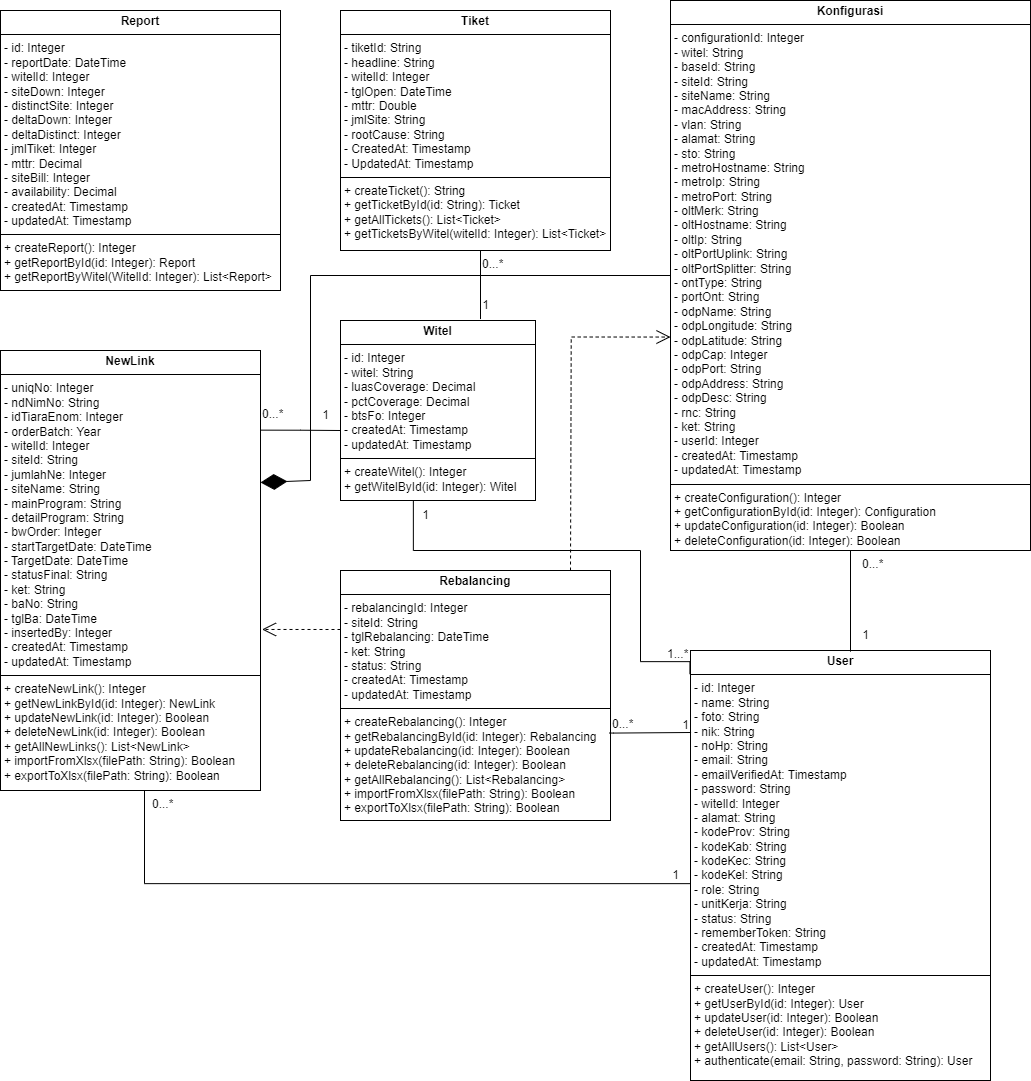 Report
- id: Integer
- reportDate: DateTime
- witelId: Integer
- siteDown: Integer
- distinctSite: Integer
- deltaDown: Integer
- deltaDistinct: Integer
- jmlTiket: Integer
- mttr: Decimal
- siteBill: Integer
- availability: Decimal
- createdAt: Timestamp
- updatedAt: Timestamp
+ createReport(): Integer
+ getReportById(id: Integer): Report
+ getReportByWitel(WitelId: Integer): List<Report>
Tiket
- tiketId: String
- headline: String
- witelId: Integer
- tglOpen: DateTime
- mttr: Double
- jmlSite: String
- rootCause: String
- CreatedAt: Timestamp
- UpdatedAt: Timestamp
+ createTicket(): String
+ getTicketById(id: String): Ticket
+ getAllTickets(): List<Ticket>
+ getTicketsByWitel(witelId: Integer): List<Ticket>
0...*
1
Konfigurasi
- configurationId: Integer
- witel: String
- baseId: String
- siteId: String
- siteName: String
- macAddress: String
- vlan: String
- alamat: String
- sto: String
- metroHostname: String
- metroIp: String
- metroPort: String
- oltMerk: String
- oltHostname: String
- oltIp: String
- oltPortUplink: String
- oltPortSplitter: String
- ontType: String
- portOnt: String
- odpName: String
- odpLongitude: String
- odpLatitude: String
- odpCap: Integer
- odpPort: String
- odpAddress: String
- odpDesc: String
- rnc: String
- ket: String
- userId: Integer
- createdAt: Timestamp
- updatedAt: Timestamp
+ createConfiguration(): Integer
+ getConfigurationById(id: Integer): Configuration
+ updateConfiguration(id: Integer): Boolean
+ deleteConfiguration(id: Integer): Boolean
0...*
1
NewLink
- uniqNo: Integer
- ndNimNo: String
- idTiaraEnom: Integer
- orderBatch: Year
- witelId: Integer
- siteId: String
- jumlahNe: Integer
- siteName: String
- mainProgram: String
- detailProgram: String
- bwOrder: Integer
- startTargetDate: DateTime
- TargetDate: DateTime
- statusFinal: String
- ket: String
- baNo: String
- tglBa: DateTime
- insertedBy: Integer
- createdAt: Timestamp
- updatedAt: Timestamp
+ createNewLink(): Integer
+ getNewLinkById(id: Integer): NewLink
+ updateNewLink(id: Integer): Boolean
+ deleteNewLink(id: Integer): Boolean
+ getAllNewLinks(): List<NewLink>
+ importFromXlsx(filePath: String): Boolean
+ exportToXlsx(filePath: String): Boolean
0...*
1
Witel
- id: Integer
- witel: String
- luasCoverage: Decimal
- pctCoverage: Decimal
- btsFo: Integer
- createdAt: Timestamp
- updatedAt: Timestamp
+ createWitel(): Integer
+ getWitelById(id: Integer): Witel
1
1...*
Rebalancing
- rebalancingId: Integer
- siteId: String
- tglRebalancing: DateTime
- ket: String
- status: String
- createdAt: Timestamp
- updatedAt: Timestamp
+ createRebalancing(): Integer
+ getRebalancingById(id: Integer): Rebalancing
+ updateRebalancing(id: Integer): Boolean
+ deleteRebalancing(id: Integer): Boolean
+ getAllRebalancing(): List<Rebalancing>
+ importFromXlsx(filePath: String): Boolean
+ exportToXlsx(filePath: String): Boolean
0...*
1
0...*
1
User
- id: Integer
- name: String
- foto: String
- nik: String
- noHp: String
- email: String
- emailVerifiedAt: Timestamp
- password: String
- witelId: Integer
- alamat: String
- kodeProv: String
- kodeKab: String
- kodeKec: String
- kodeKel: String
- role: String
- unitKerja: String
- status: String
- rememberToken: String
- createdAt: Timestamp
- updatedAt: Timestamp
+ createUser(): Integer
+ getUserById(id: Integer): User
+ updateUser(id: Integer): Boolean
+ deleteUser(id: Integer): Boolean
+ getAllUsers(): List<User>
+ authenticate(email: String, password: String): User